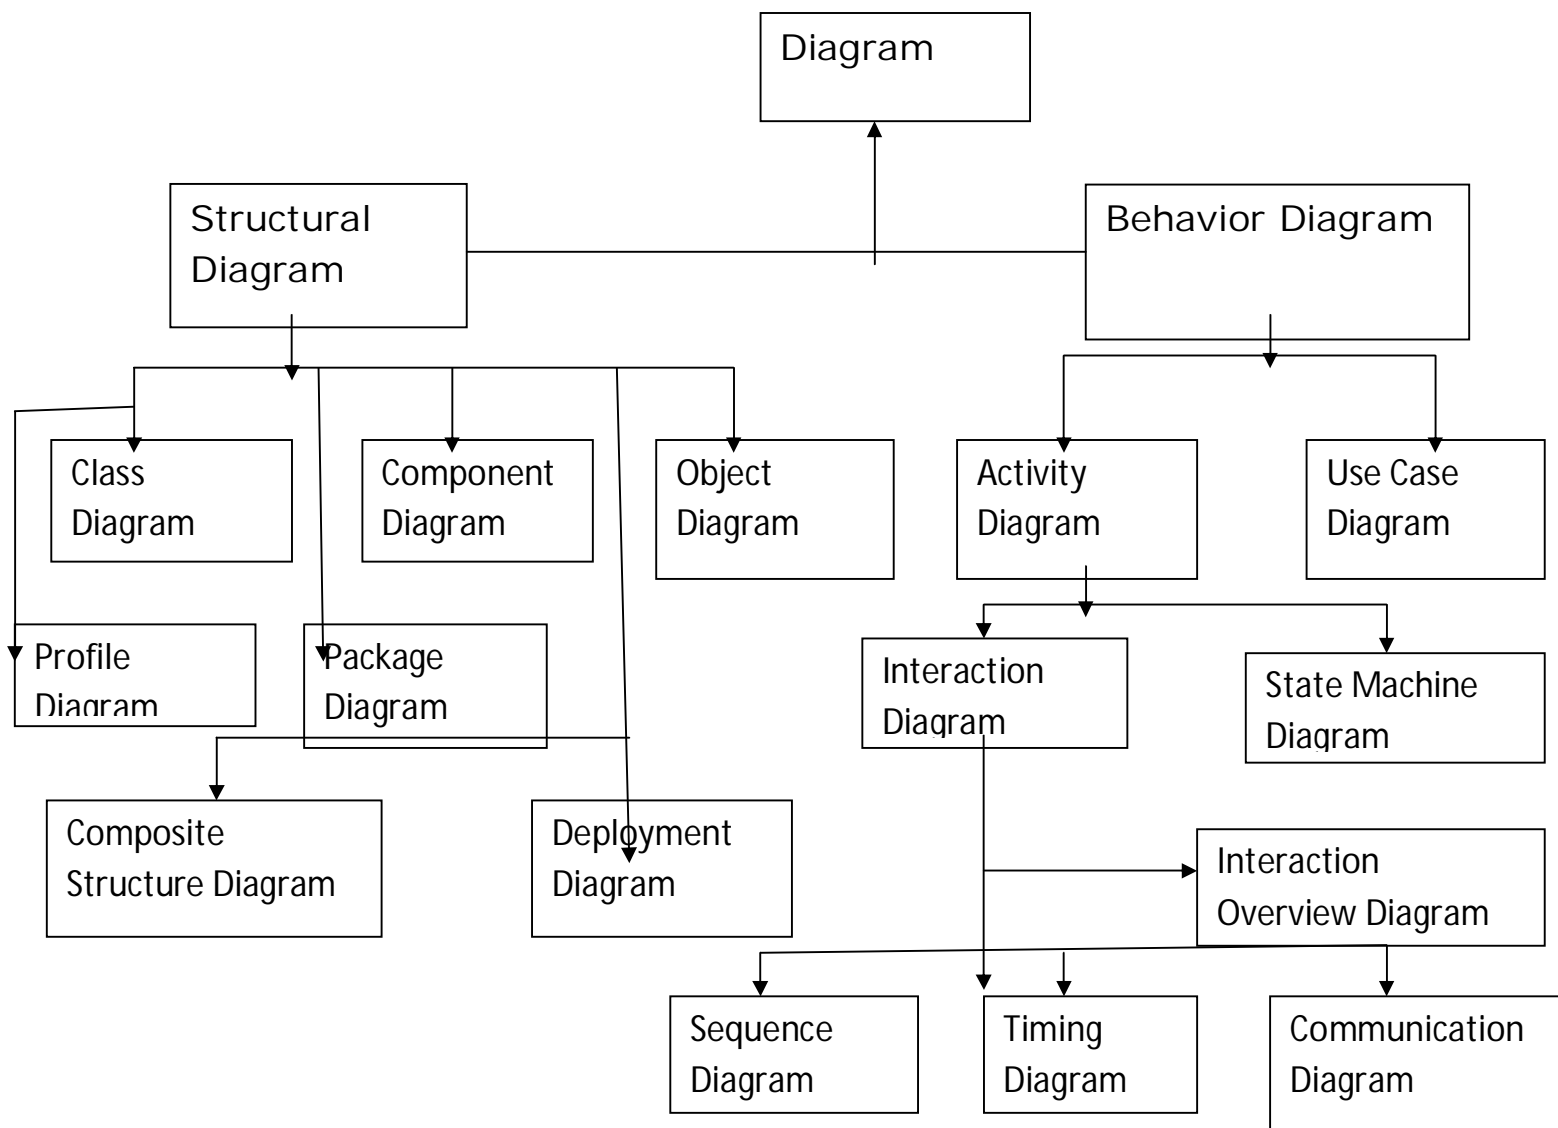 Diagram
Structural
Diagram
Behavior Diagram
Class
Diagram
Component
Diagram
Object
Diagram
Activity
Diagram
Use Case
Diagram
Profile
Diagram
Package
Diagram
Interaction
Diagram
State Machine
Diagram
Composite
Structure Diagram
Deployment
Diagram
Interaction
Overview Diagram
Sequence
Diagram
Timing
Diagram
Communication
Diagram